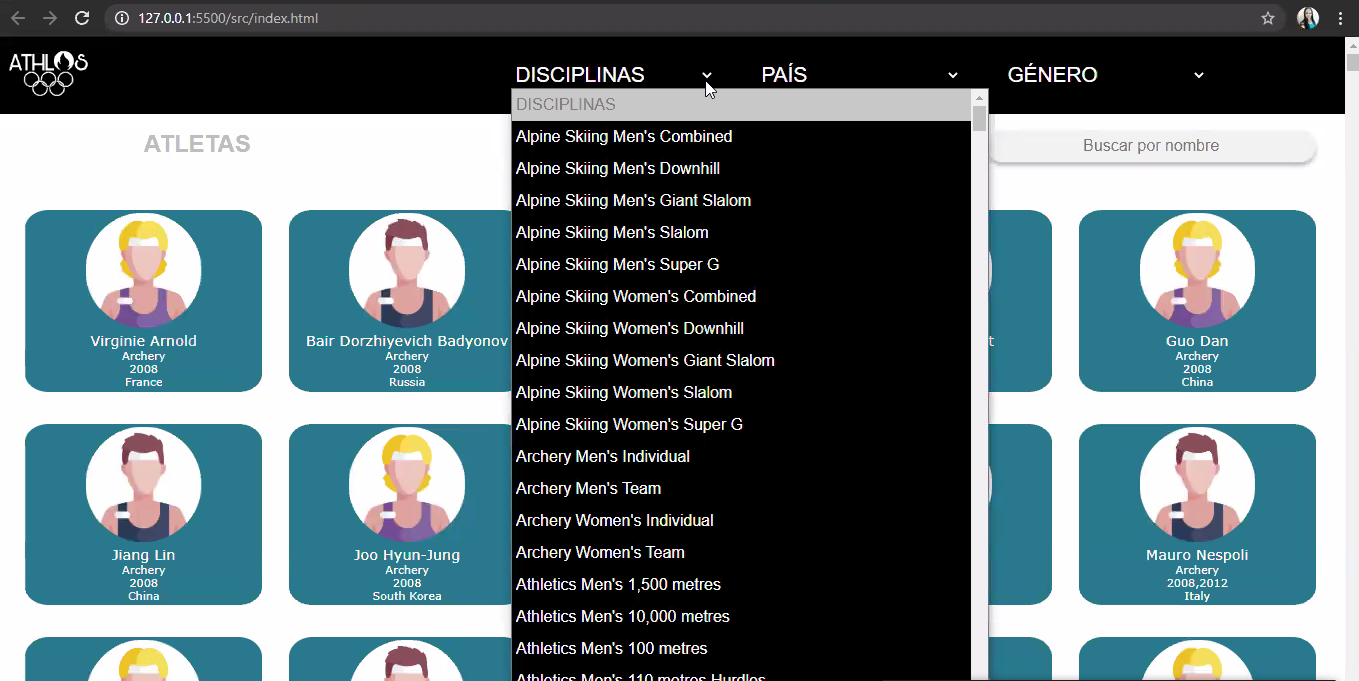 127.0.0.1:5500/src/index.html
ATHLOS
DISCIPLINAS
PAÍS
GÉNERO
ATLETAS
Buscar por nombre
DISCIPLINAS
Alpine Skiing Men's Combined
Alpine Skiing Men's Downhill
Alpine Skiing Men's Giant Slalom
Alpine Skiing Men's Slalom
Alpine Skiing Men's Super G
Alpine Skiing Women's Combined
Alpine Skiing Women's Downhill
Alpine Skiing Women's Giant Slalom
Alpine Skiing Women's Slalom
Alpine Skiing Women's Super G
Archery Men's Individual
Archery Men's Team
Archery Women's Individual
Archery Women's Team
Athletics Men's 1,500 metres
Athletics Men's 10,000 metres
Athletics Men's 100 metres
Athletics Men's 110 metres Hurdles
Virginie Arnold
Archery
2008
France
Bair Dorzhiyevich Badyonov
Archery
2008
Russia
t
Guo Dan
Archery
2008
China
Jiang Lin
Archery
2008
China
Joo Hyun-Jung
Archery
2008
South Korea
Mauro Nespoli
Archery
2008,2012
Italy